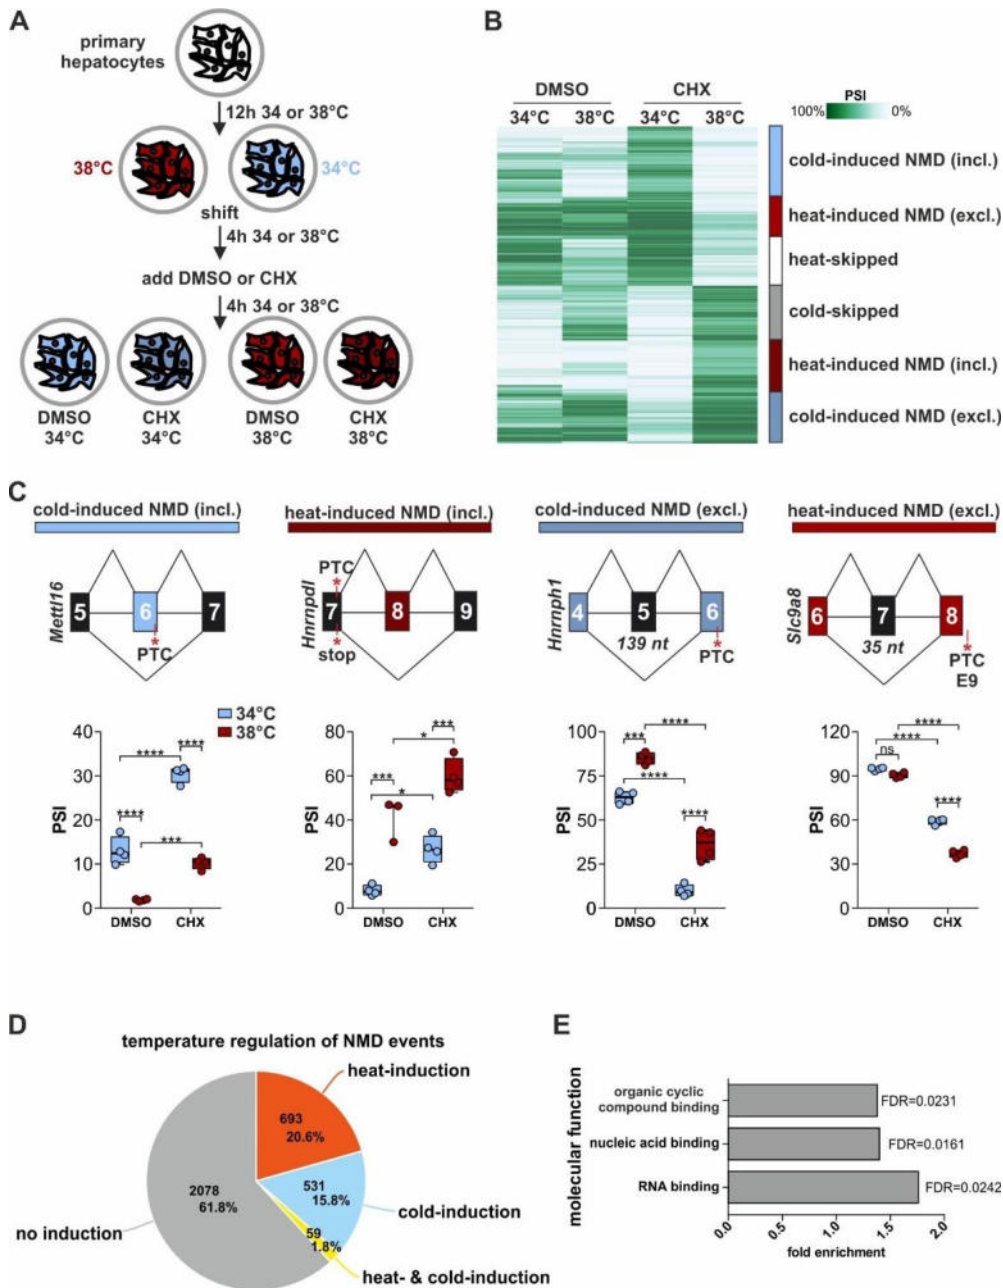 A
primary
hepatocytes
12h 34 or 38°C
38°C
34°C
shift
4h 34 or 38°C
add DMSO or CHX
4h 34 or 38°C
DMSO
34°C
CHX
34°C
DMSO
38°C
CHX
38°C
B
DMSO
CHX
34°C 38°C 34°C 38°C
PSI
100% 0%
cold-induced NMD (incl.)
heat-induced NMD (excl.)
heat-skipped
cold-skipped
heat-induced NMD (incl.)
cold-induced NMD (excl.)
C
cold-induced NMD (incl.)
Mettl16
5 6 7
*
PTC
34°C
38°C
PSI
40
30
20
10
0
****
****
****
***
DMSO CHX
heat-induced NMD (incl.)
Hnrnpdl
PTC
*
7 8 9
*
stop
PSI
80
60
40
20
0
***
*
***
*
DMSO CHX
cold-induced NMD (excl.)
Hnrnph1
4 5 6
139 nt
*
PTC
PSI
100
75
50
25
0
****
***
****
****
DMSO CHX
heat-induced NMD (excl.)
Slc9a8
6 7 8
35 nt
*
PTC
E9
PSI
120
90
60
30
0
****
****
ns
****
DMSO CHX
D
temperature regulation of NMD events
heat-induction
693
20.6%
531
15.8%
cold-induction
59
1.8%
heat- & cold-induction
2078
61.8%
no induction
E
molecular function
organic cyclic
compound binding
FDR=0.0231
nucleic acid binding
FDR=0.0161
RNA binding
FDR=0.0242
0.0 0.5 1.0 1.5 2.0
fold enrichment